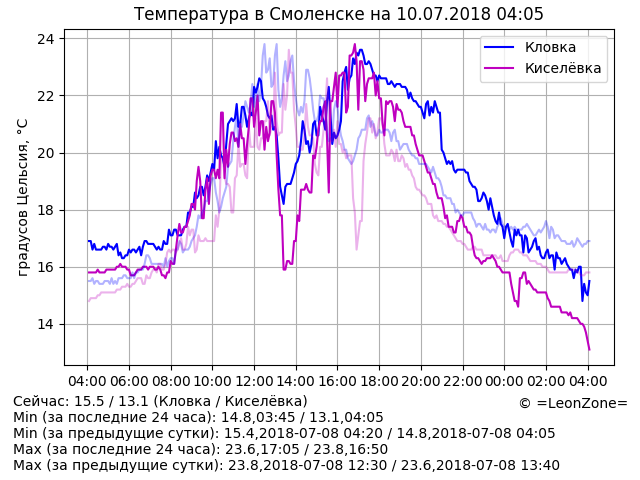 Температура в Смоленске на 10.07.2018 04:05
градусов Цельсия, °C
24
22
20
18
16
14
Кловка
Киселёвка
04:00 06:00 08:00 10:00 12:00 14:00 16:00 18:00 20:00 22:00 00:00 02:00 04:00
Сейчас: 15.5 / 13.1 (Кловка / Киселёвка)
© =LeonZone=
Min (за последние 24 часа): 14.8,03:45 / 13.1,04:05
Min (за предыдущие сутки): 15.4,2018-07-08 04:20 / 14.8,2018-07-08 04:05
Max (за последние 24 часа): 23.6,17:05 / 23.8,16:50
Max (за предыдущие сутки): 23.8,2018-07-08 12:30 / 23.6,2018-07-08 13:40